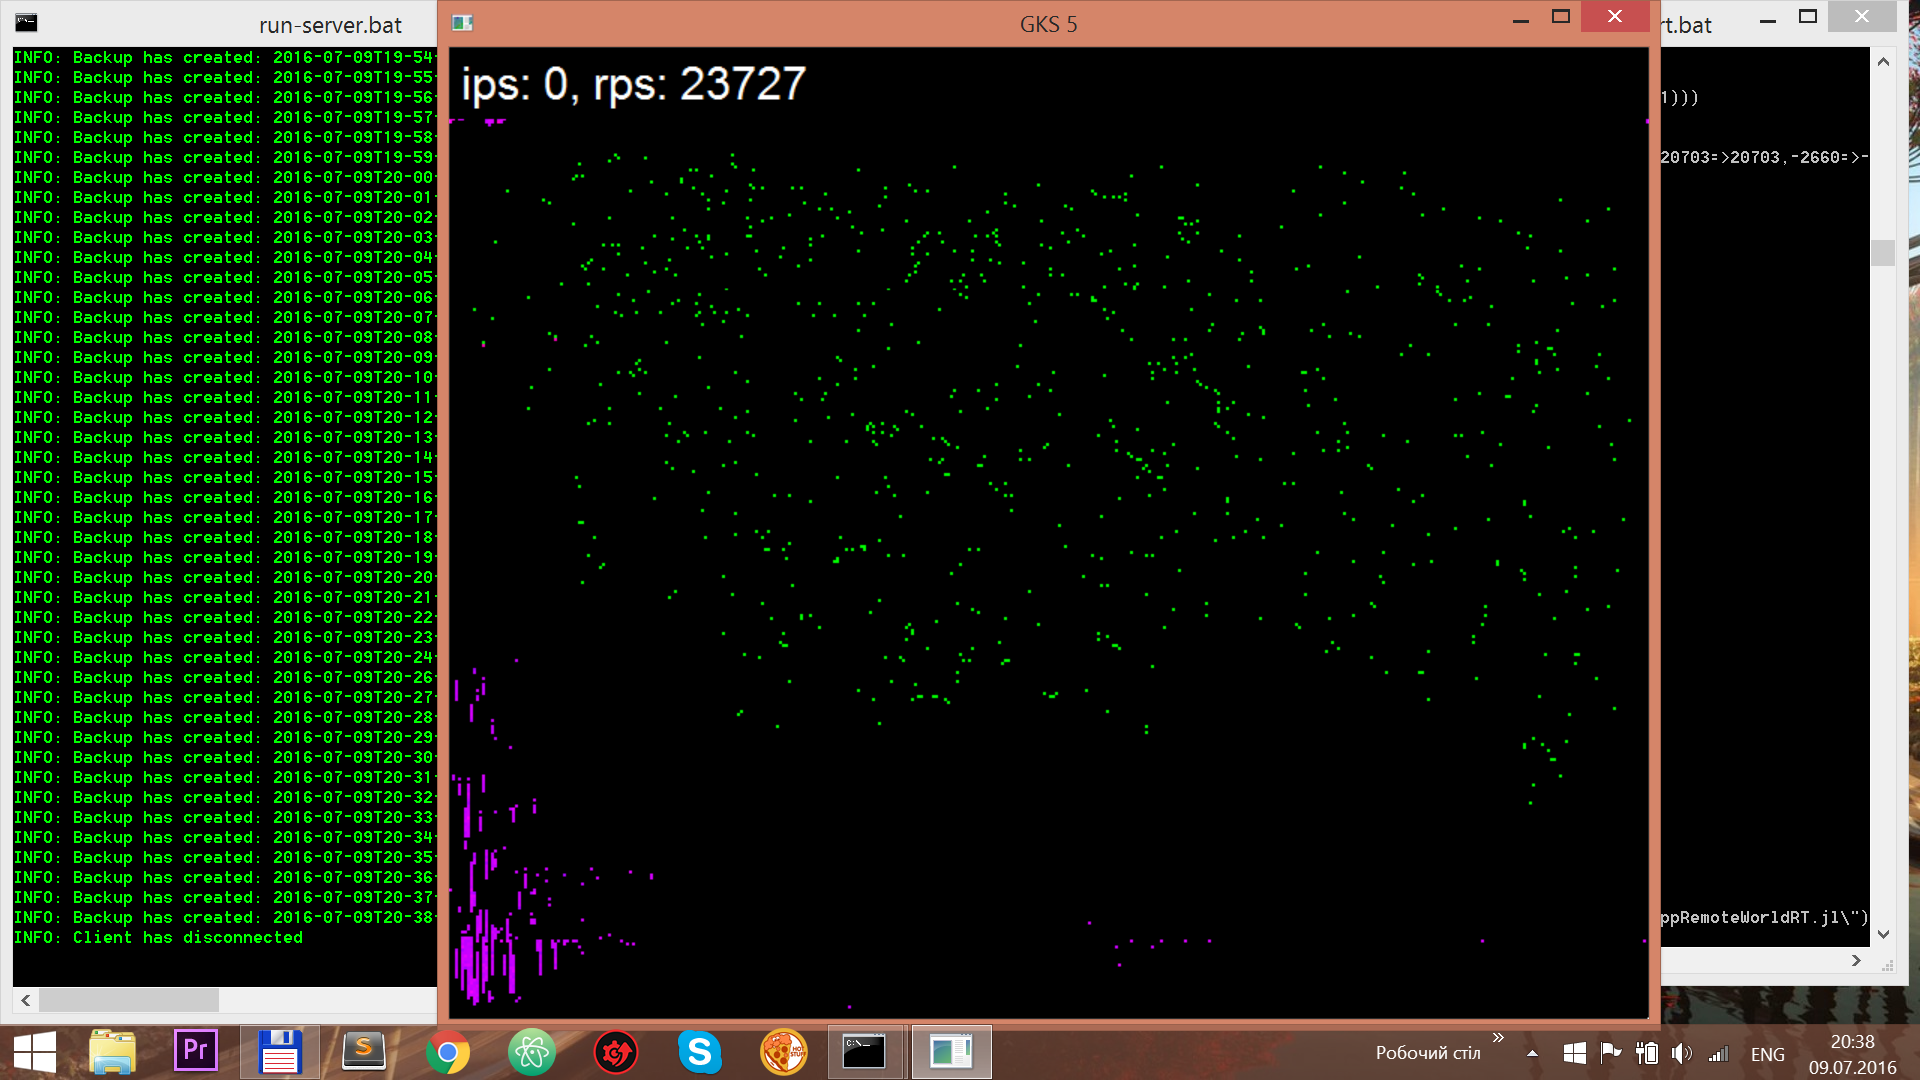 run-server.bat
GKS 5
rt.bat
INFO: Backup has created: 2016-07-09T19-54
INFO: Backup has created: 2016-07-09T19-55
INFO: Backup has created: 2016-07-09T19-56
INFO: Backup has created: 2016-07-09T19-57
INFO: Backup has created: 2016-07-09T19-58
INFO: Backup has created: 2016-07-09T19-59
INFO: Backup has created: 2016-07-09T20-00
INFO: Backup has created: 2016-07-09T20-01
INFO: Backup has created: 2016-07-09T20-02
INFO: Backup has created: 2016-07-09T20-03
INFO: Backup has created: 2016-07-09T20-04
INFO: Backup has created: 2016-07-09T20-05
INFO: Backup has created: 2016-07-09T20-06
INFO: Backup has created: 2016-07-09T20-07
INFO: Backup has created: 2016-07-09T20-08
INFO: Backup has created: 2016-07-09T20-09
INFO: Backup has created: 2016-07-09T20-10
INFO: Backup has created: 2016-07-09T20-11
INFO: Backup has created: 2016-07-09T20-12
INFO: Backup has created: 2016-07-09T20-13
INFO: Backup has created: 2016-07-09T20-14
INFO: Backup has created: 2016-07-09T20-15
INFO: Backup has created: 2016-07-09T20-16
INFO: Backup has created: 2016-07-09T20-17
INFO: Backup has created: 2016-07-09T20-18
INFO: Backup has created: 2016-07-09T20-19
INFO: Backup has created: 2016-07-09T20-20
INFO: Backup has created: 2016-07-09T20-21
INFO: Backup has created: 2016-07-09T20-22
INFO: Backup has created: 2016-07-09T20-23
INFO: Backup has created: 2016-07-09T20-24
INFO: Backup has created: 2016-07-09T20-26
INFO: Backup has created: 2016-07-09T20-27
INFO: Backup has created: 2016-07-09T20-28
INFO: Backup has created: 2016-07-09T20-29
INFO: Backup has created: 2016-07-09T20-30
INFO: Backup has created: 2016-07-09T20-31
INFO: Backup has created: 2016-07-09T20-32
INFO: Backup has created: 2016-07-09T20-33
INFO: Backup has created: 2016-07-09T20-34
INFO: Backup has created: 2016-07-09T20-35
INFO: Backup has created: 2016-07-09T20-36
INFO: Backup has created: 2016-07-09T20-37
INFO: Backup has created: 2016-07-09T20-38
INFO: Client has disconnected
ips: 0, rps: 23727
1)))
20703=>20703,-2660=>-
ppRemoteWorldRT.jl\")
Pr
S
S
HOT STUFF
C:\
Робочий стіл
»
ENG
20:38
09.07.2016